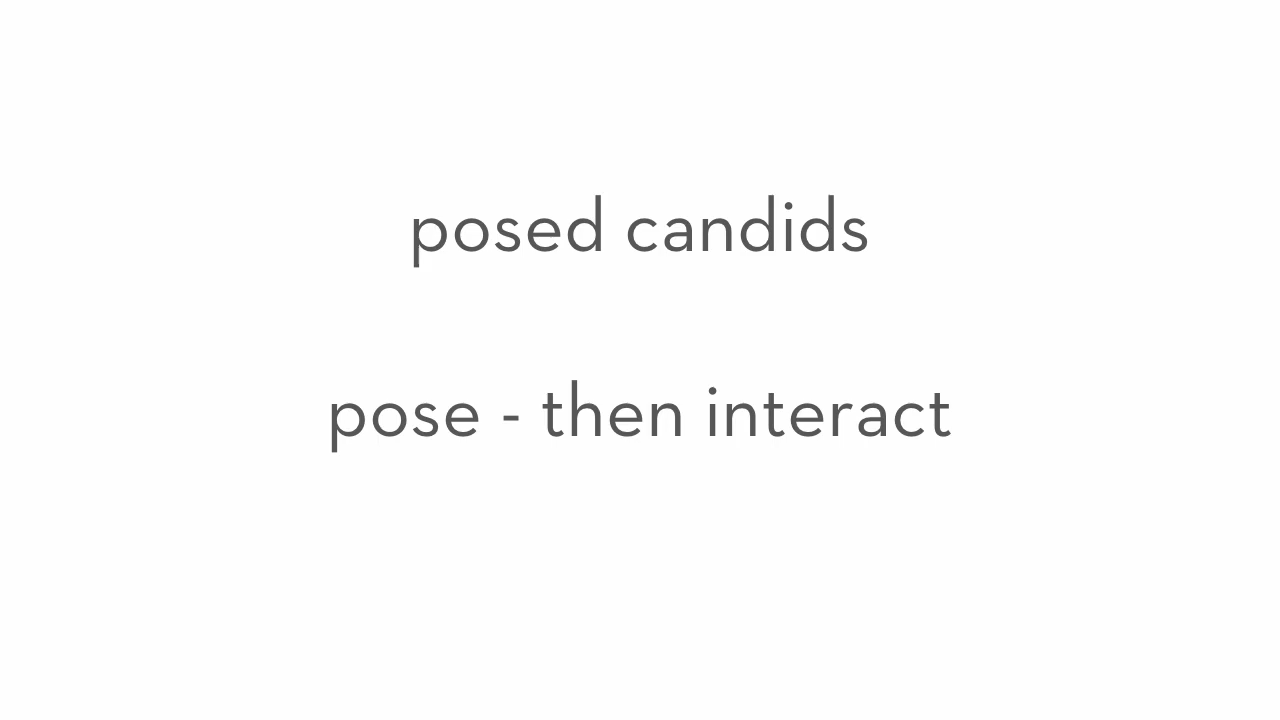 posed candids
pose - then interact